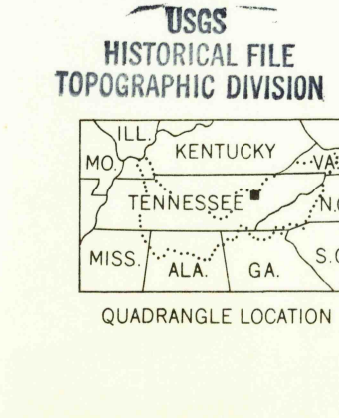 USGS
HISTORICAL FILE
TOPOGRAPHIC DIVISION
ILL.
MO.
KENTUCKY
VA.
TENNESSEE
N.C
MISS.
ALA.
GA.
S.C
QUADRANGLE LOCATION